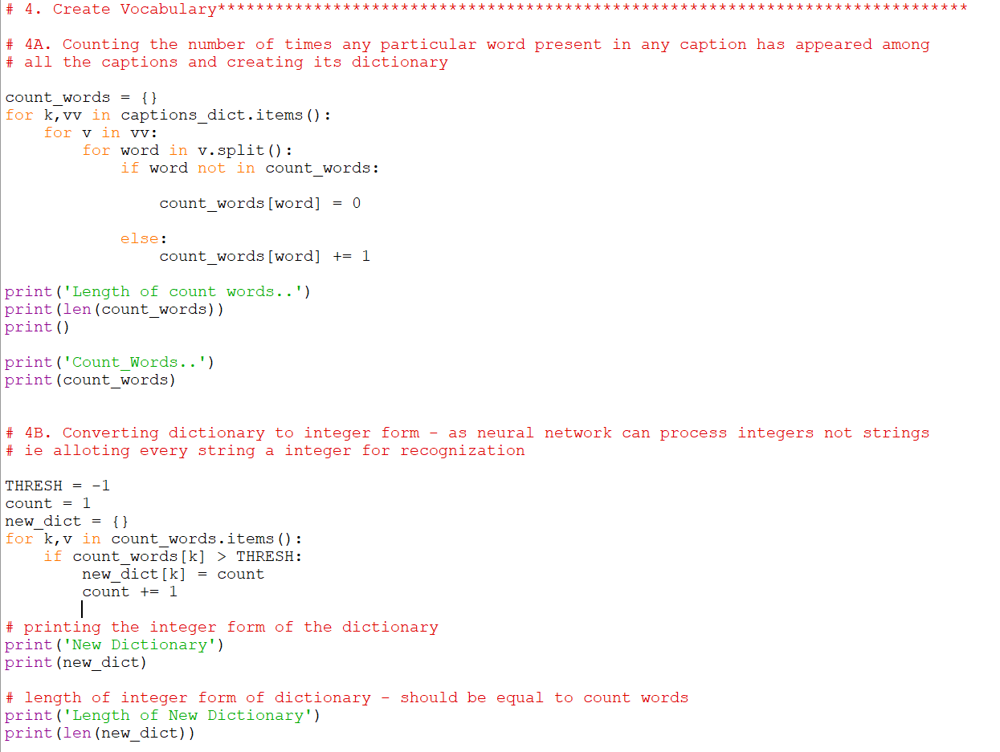 # 4. Create Vocabulary******************************************************************************
# 4A. Counting the number of times any particular word present in any caption has appeared among
# all the captions and creating its dictionary
count_words = {}
for k,vv in captions_dict.items():
    for v in vv:
        for word in v.split():
            if word not in count_words:
                count_words[word] = 0
            else:
                count_words[word] += 1
print('Length of count words..')
print(len(count_words))
print()
print('Count_Words..')
print(count_words)
# 4B. Converting dictionary to integer form - as neural network can process integers not strings
# ie alloting every string a integer for recognization
THRESH = -1
count = 1
new_dict = {}
for k,v in count_words.items():
    if count_words[k] > THRESH:
        new_dict[k] = count
        count += 1
# printing the integer form of the dictionary
print('New Dictionary')
print(new_dict)
# length of integer form of dictionary - should be equal to count words
print('Length of New Dictionary')
print(len(new_dict))